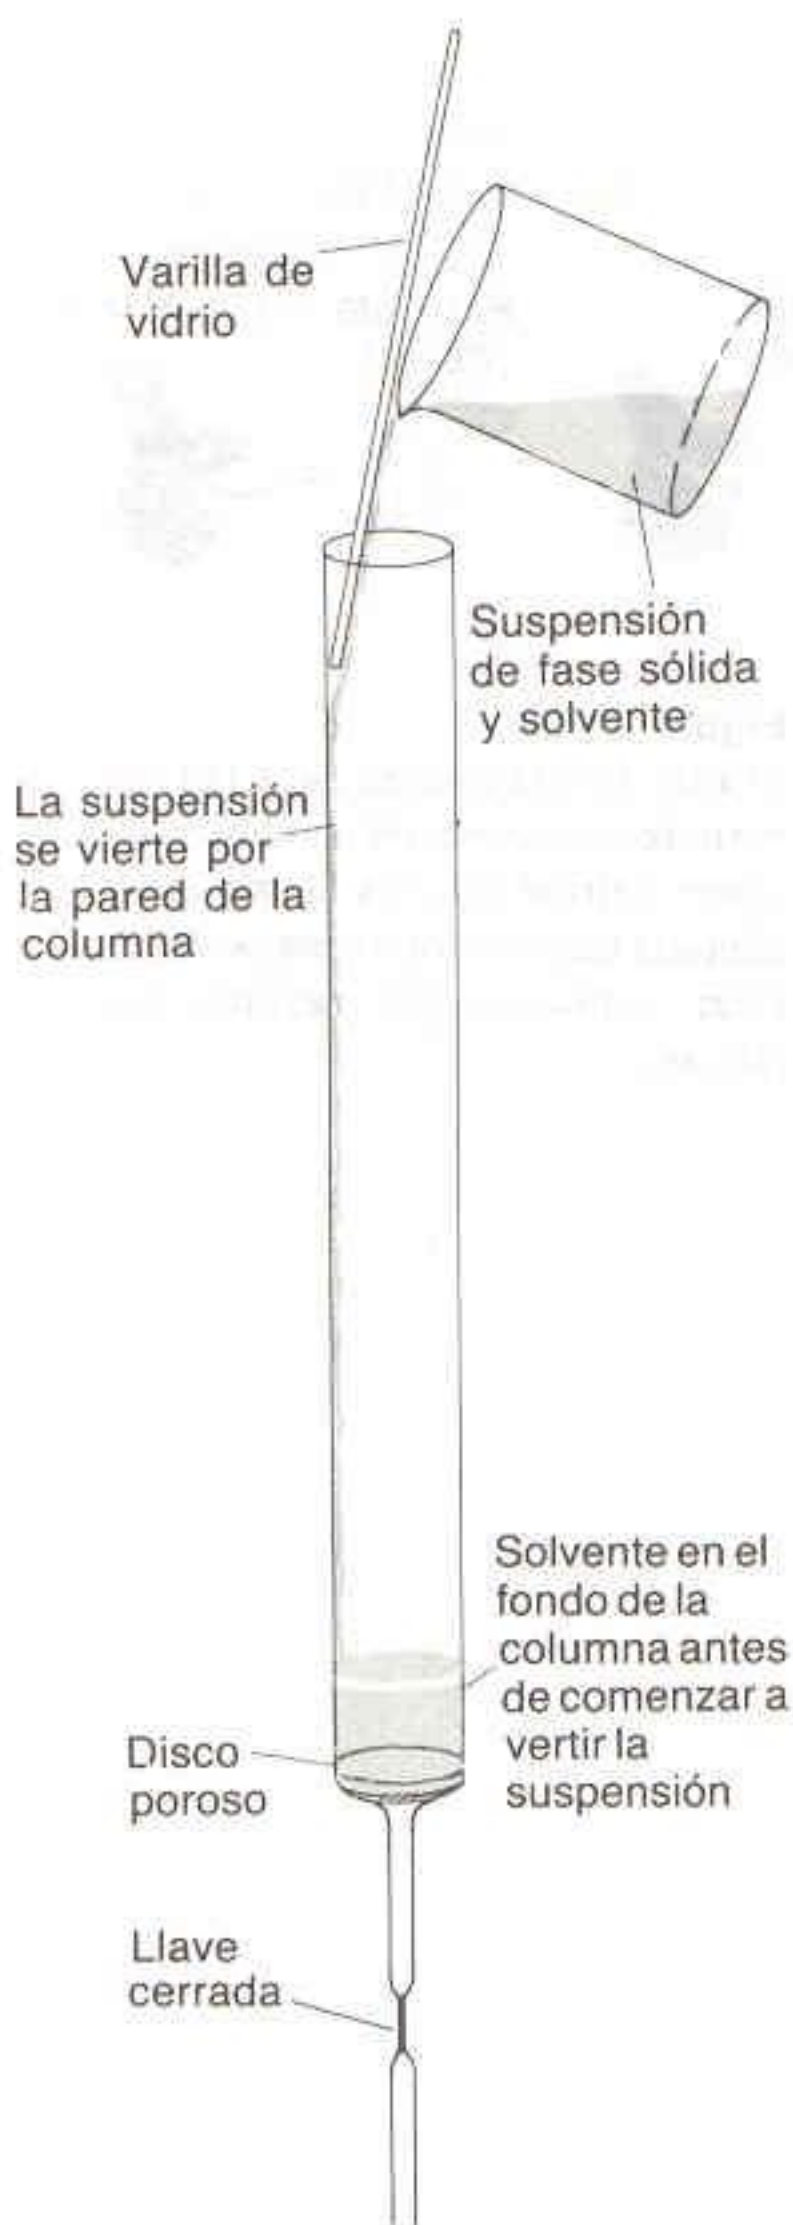 Varilla de
vidrio
Suspensión
de fase sólida
y solvente
La suspensión
se vierte por
la pared de la
columna
Solvente en el
fondo de la
columna antes
de comenzar a
vertir la
suspensión
Disco
poroso
Llave
cerrada